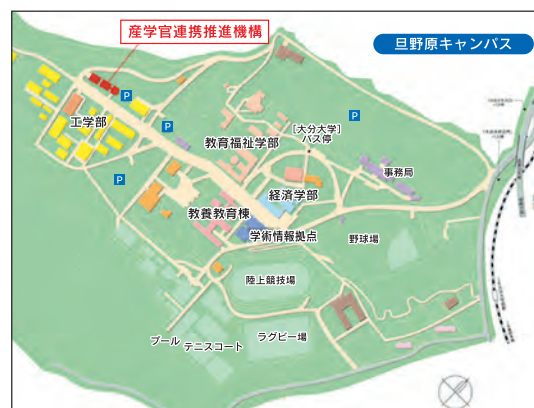 産学官連携推進機構
旦野原キャンパス
P
P
工学部
P
教育福祉学部
[大分大学]
バス停
P
事務局
P
経済学部
教養教育棟
学術情報拠点
野球場
陸上競技場
プール
テニスコート
ラグビー場